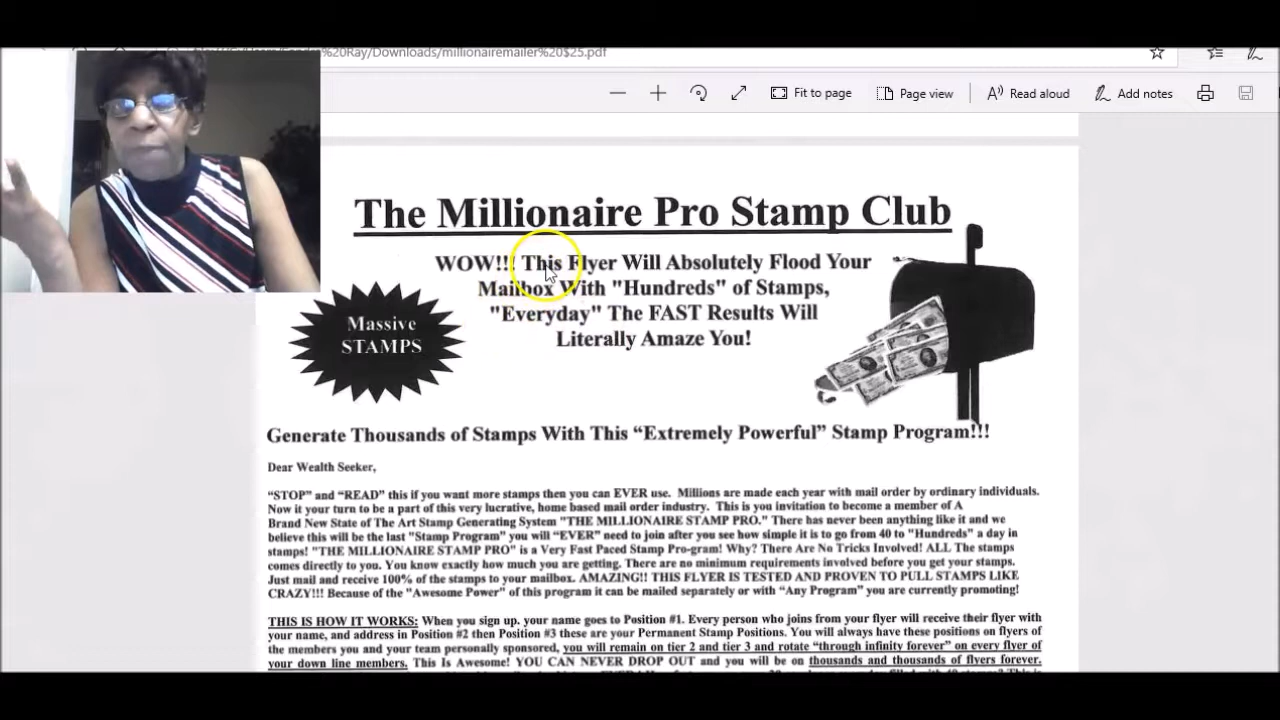 Ray/Downloads/millionairemailer%20$25.pdf
Fit to page
Page view
Read aloud
Add notes
The Millionaire Pro Stamp Club
WOW!!! This Flyer Will Absolutely Flood Your
Mailbox With "Hundreds" of Stamps,
"Everyday" The FAST Results Will
Literally Amaze You!
Massive
STAMPS
Generate Thousands of Stamps With This “Extremely Powerful” Stamp Program!!!
Dear Wealth Seeker,
“STOP” and “READ” this if you want more stamps then you can EVER use. Millions are made each year with mail order by ordinary individuals.
Now it your turn to be a part of this very lucrative, home based mail order industry. This is you invitation to become a member of A
Brand New State of The Art Stamp Generating System "THE MILLIONAIRE STAMP PRO." There has never been anything like it and we
believe this will be the last "Stamp Program" you will “EVER” need to join after you see how simple it is to go from 40 to "Hundreds" a day in
stamps! "THE MILLIONAIRE STAMP PRO" is a Very Fast Paced Stamp Pro-gram! Why? There Are No Tricks Involved! ALL The stamps
comes directly to you. You know exactly how much you are getting. There are no minimum requirements involved before you get your stamps.
Just mail and receive 100% of the stamps to your mailbox. AMAZING!! THIS FLYER IS TESTED AND PROVEN TO PULL STAMPS LIKE
CRAZY!!! Because of the "Awesome Power" of this program it can be mailed separately or with “Any Program” you are currently promoting!
THIS IS HOW IT WORKS: When you sign up, your name goes to Position #1. Every person who joins from your flyer will receive their flyer with
your name, and address in Position #2 then Position #3 these are your Permanent Stamp Positions. You will always have these positions on flyers of
the members you and your team personally sponsored, you will remain on tier 2 and tier 3 and rotate “through infinity forever” on every flyer of
your down line members. This Is Awesome! YOU CAN NEVER DROP OUT and you will be on thousands and thousands of flyers forever.